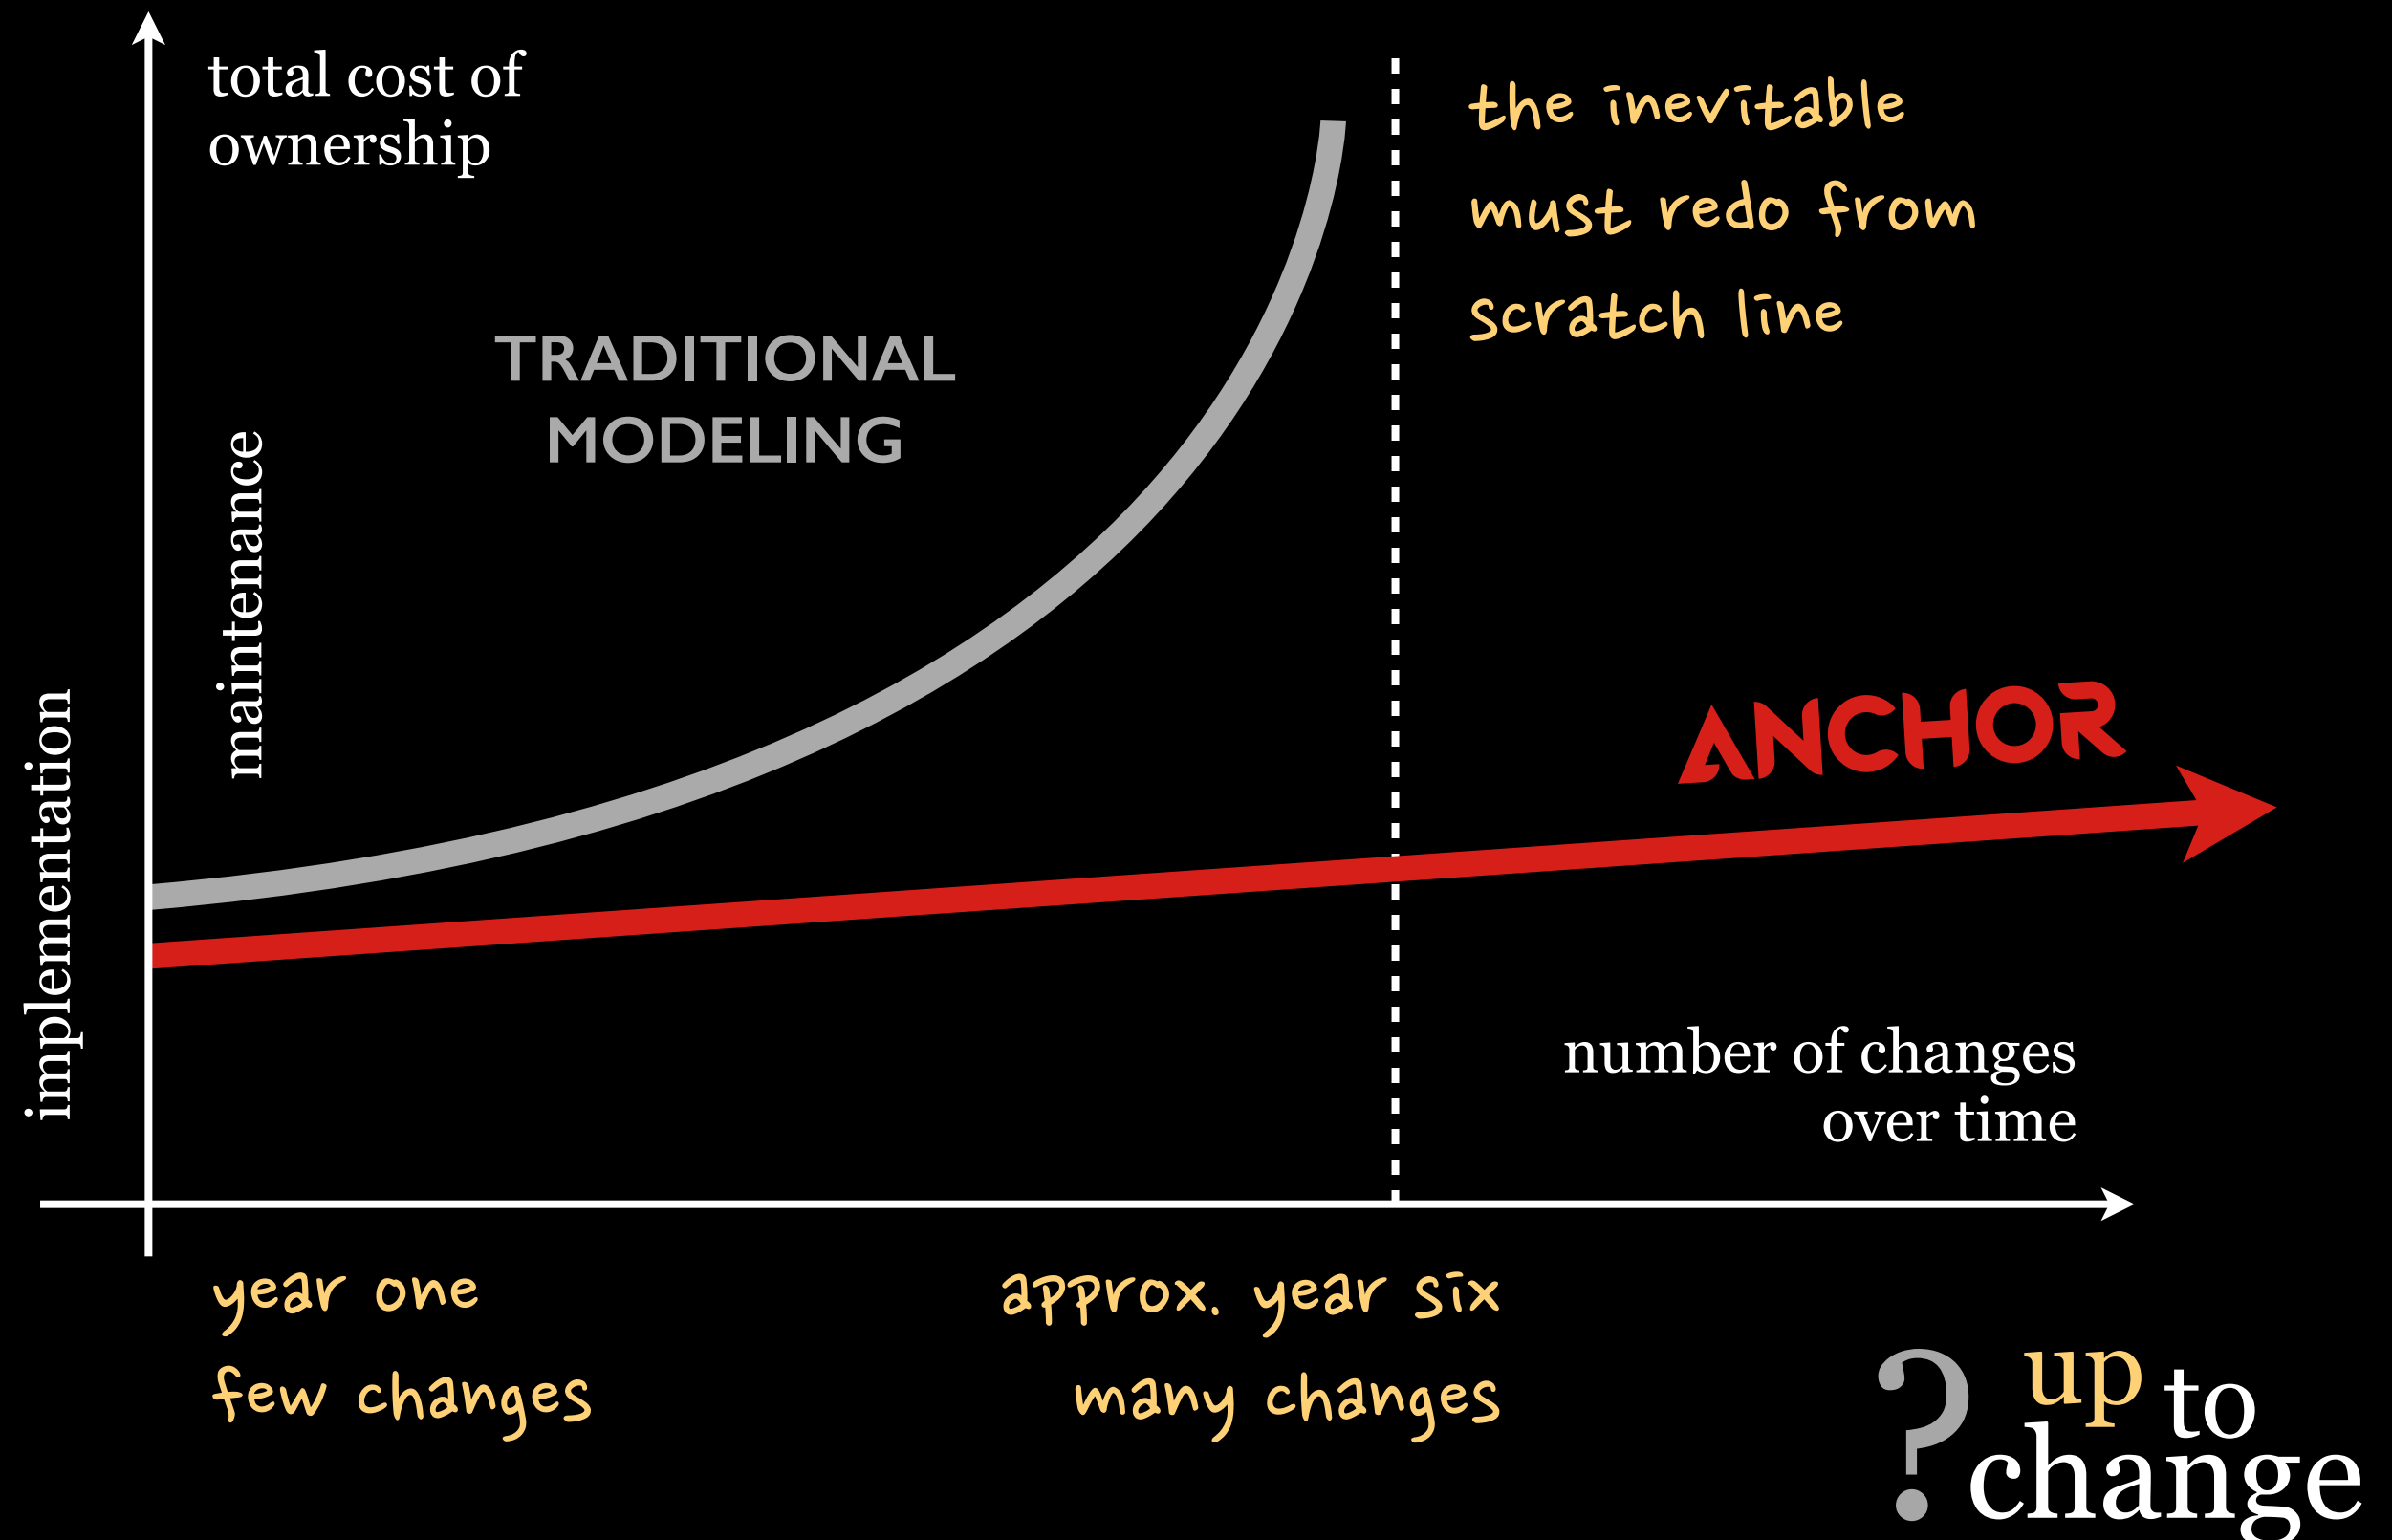 total cost of
ownership
the inevitable
must redo from
scratch line
TRADITIONAL
MODELING
maintenance
implementation
ANCHOR
number of changes
over time
year one
few changes
approx. year six
many changes
? up to
change